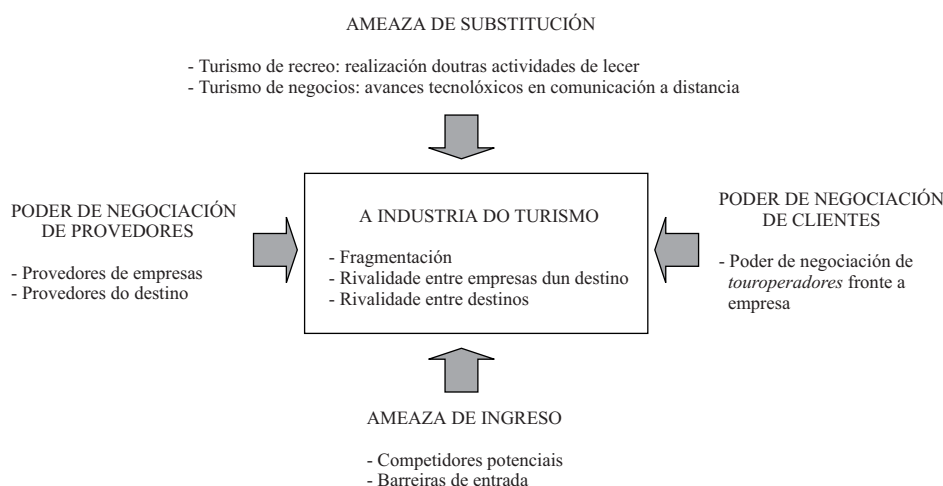 AMEAZA DE SUBSTITUCIÓN
- Turismo de recreo: realización doutras actividades de lecer
- Turismo de negocios: avances tecnolóxicos en comunicación a distancia
PODER DE NEGOCIACIÓN
DE PROVEDORES
- Provedores de empresas
- Provedores do destino
A INDUSTRIA DO TURISMO
- Fragmentación
- Rivalidade entre empresas dun destino
- Rivalidade entre destinos
PODER DE NEGOCIACIÓN
DE CLIENTES
- Poder de negociación de
touroperadores fronte a
empresa
AMEAZA DE INGRESO
- Competidores potenciais
- Barreiras de entrada